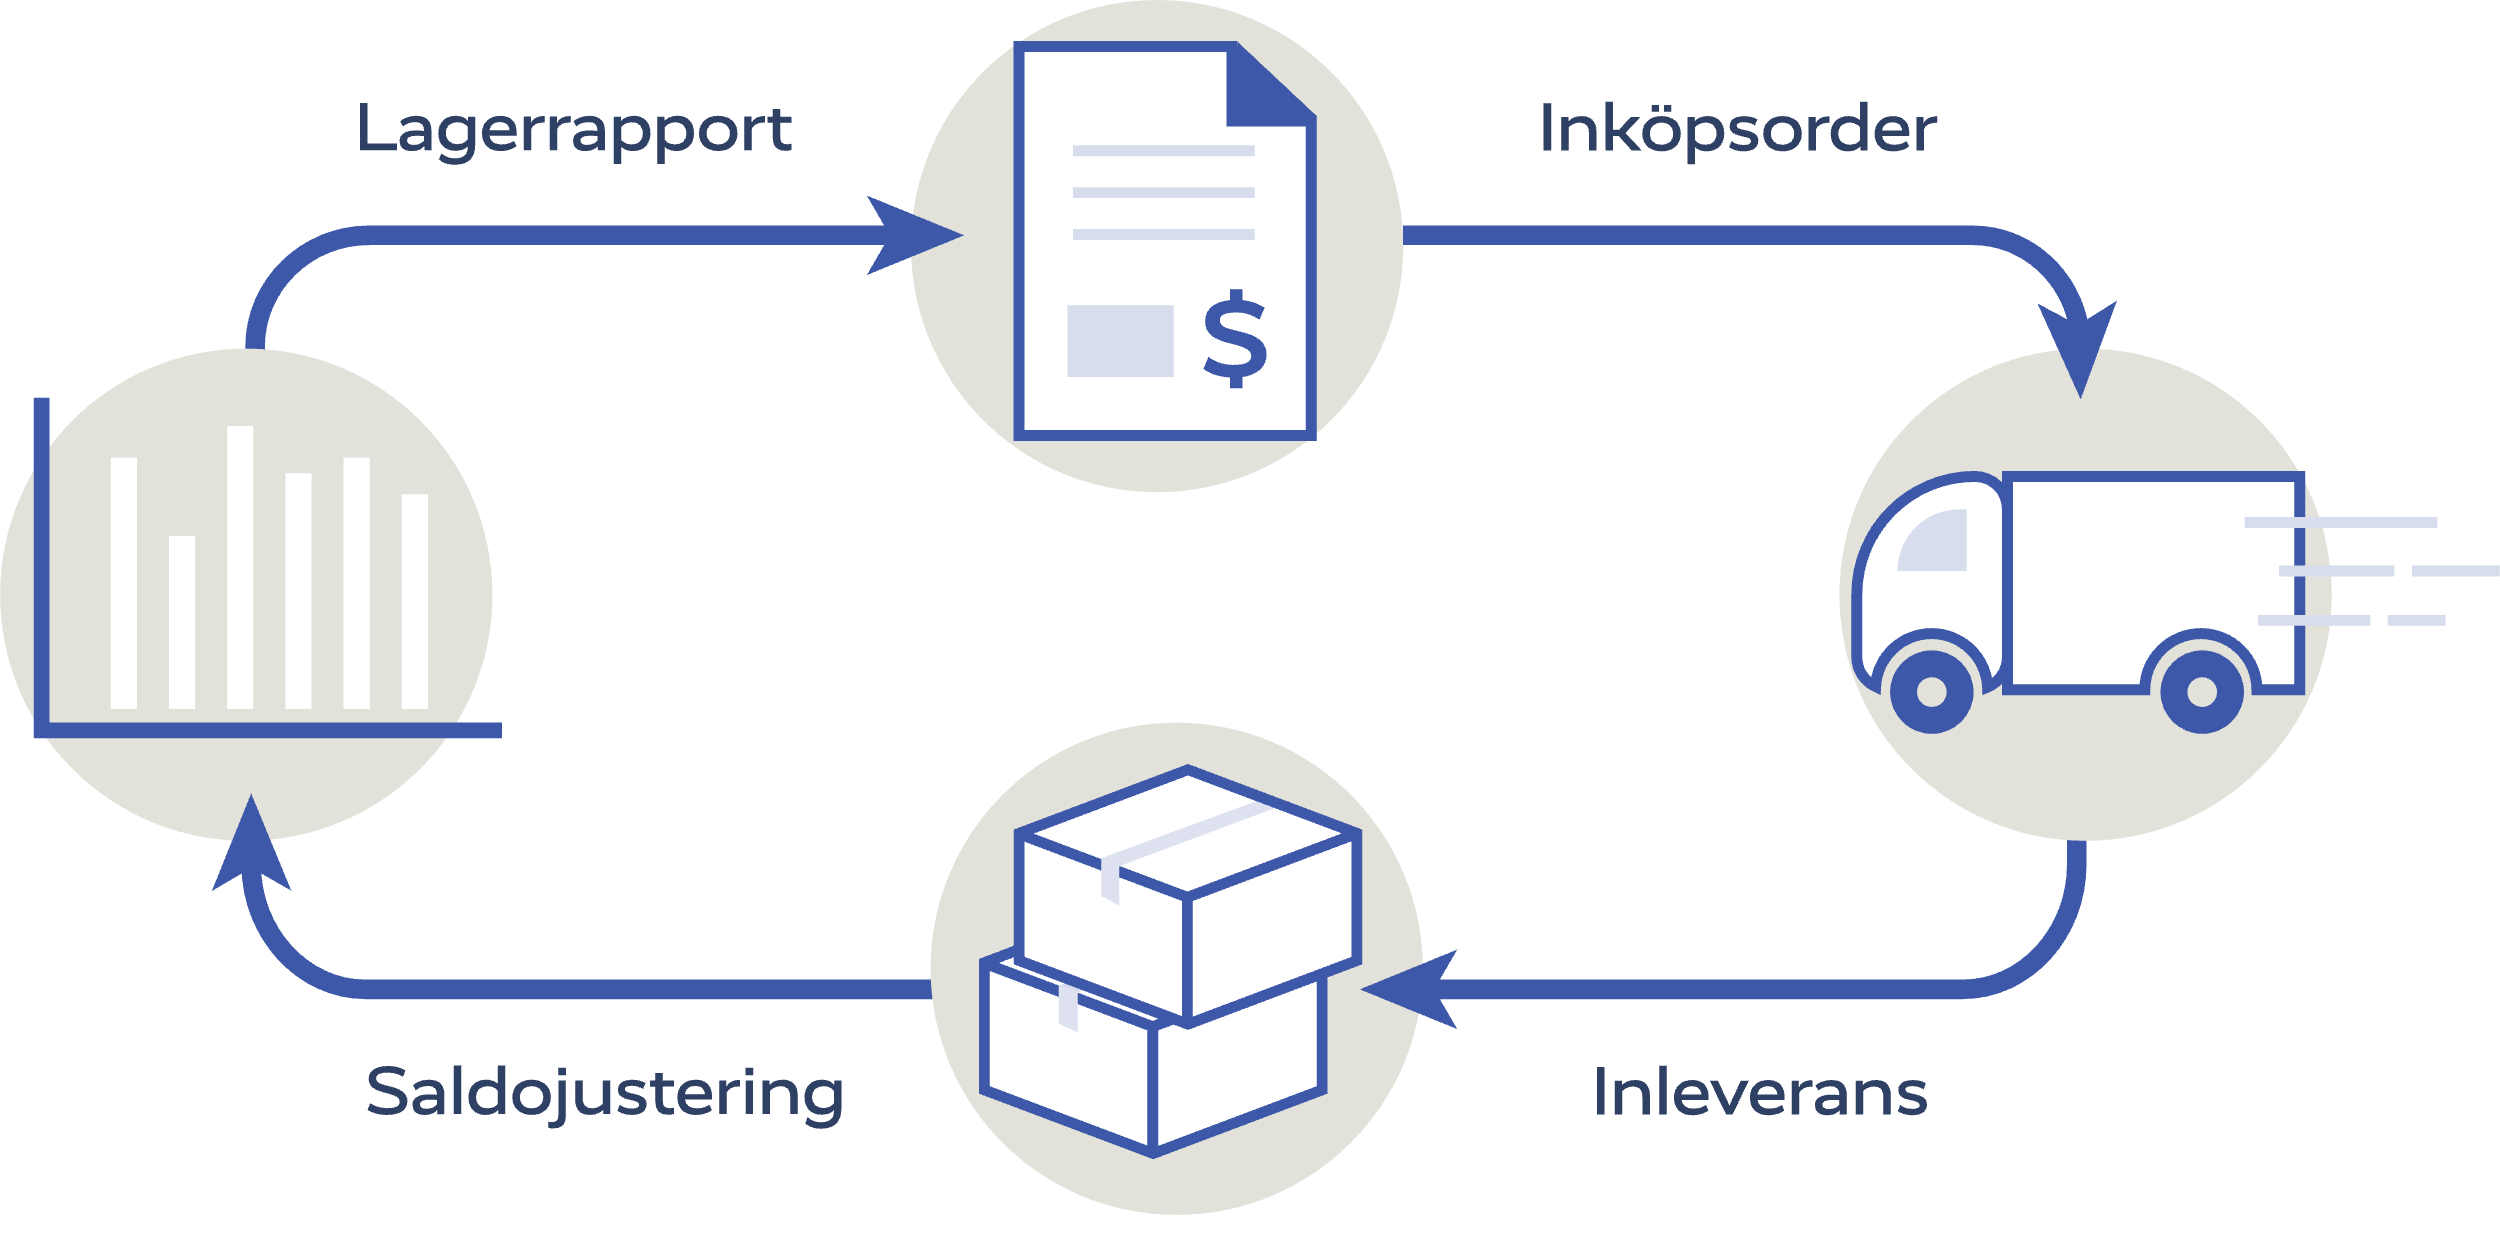 Lagerrapport
Inköpsorder
$
Saldojustering
Inleverans